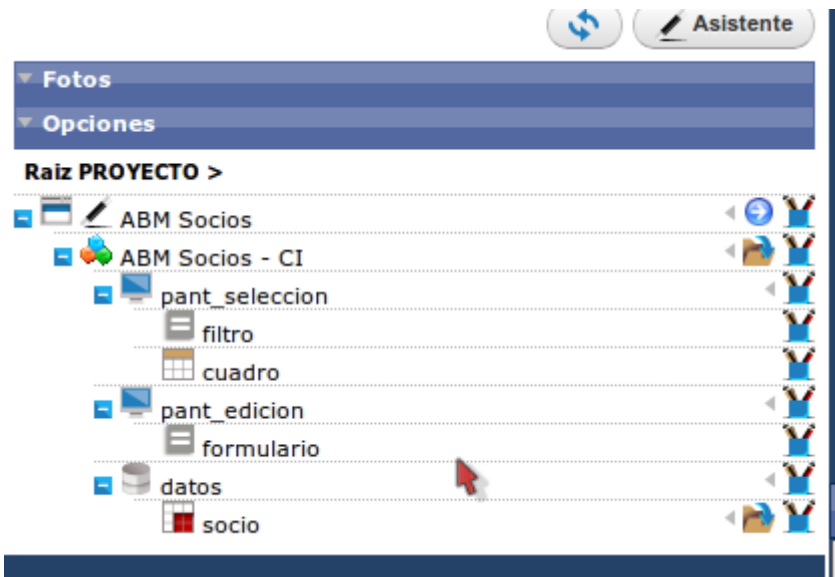 Asistente
Fotos
Opciones
Raiz PROYECTO >
ABM Socios
ABM Socios - CI
pant_seleccion
filtro
cuadro
pant_edicion
formulario
datos
socio